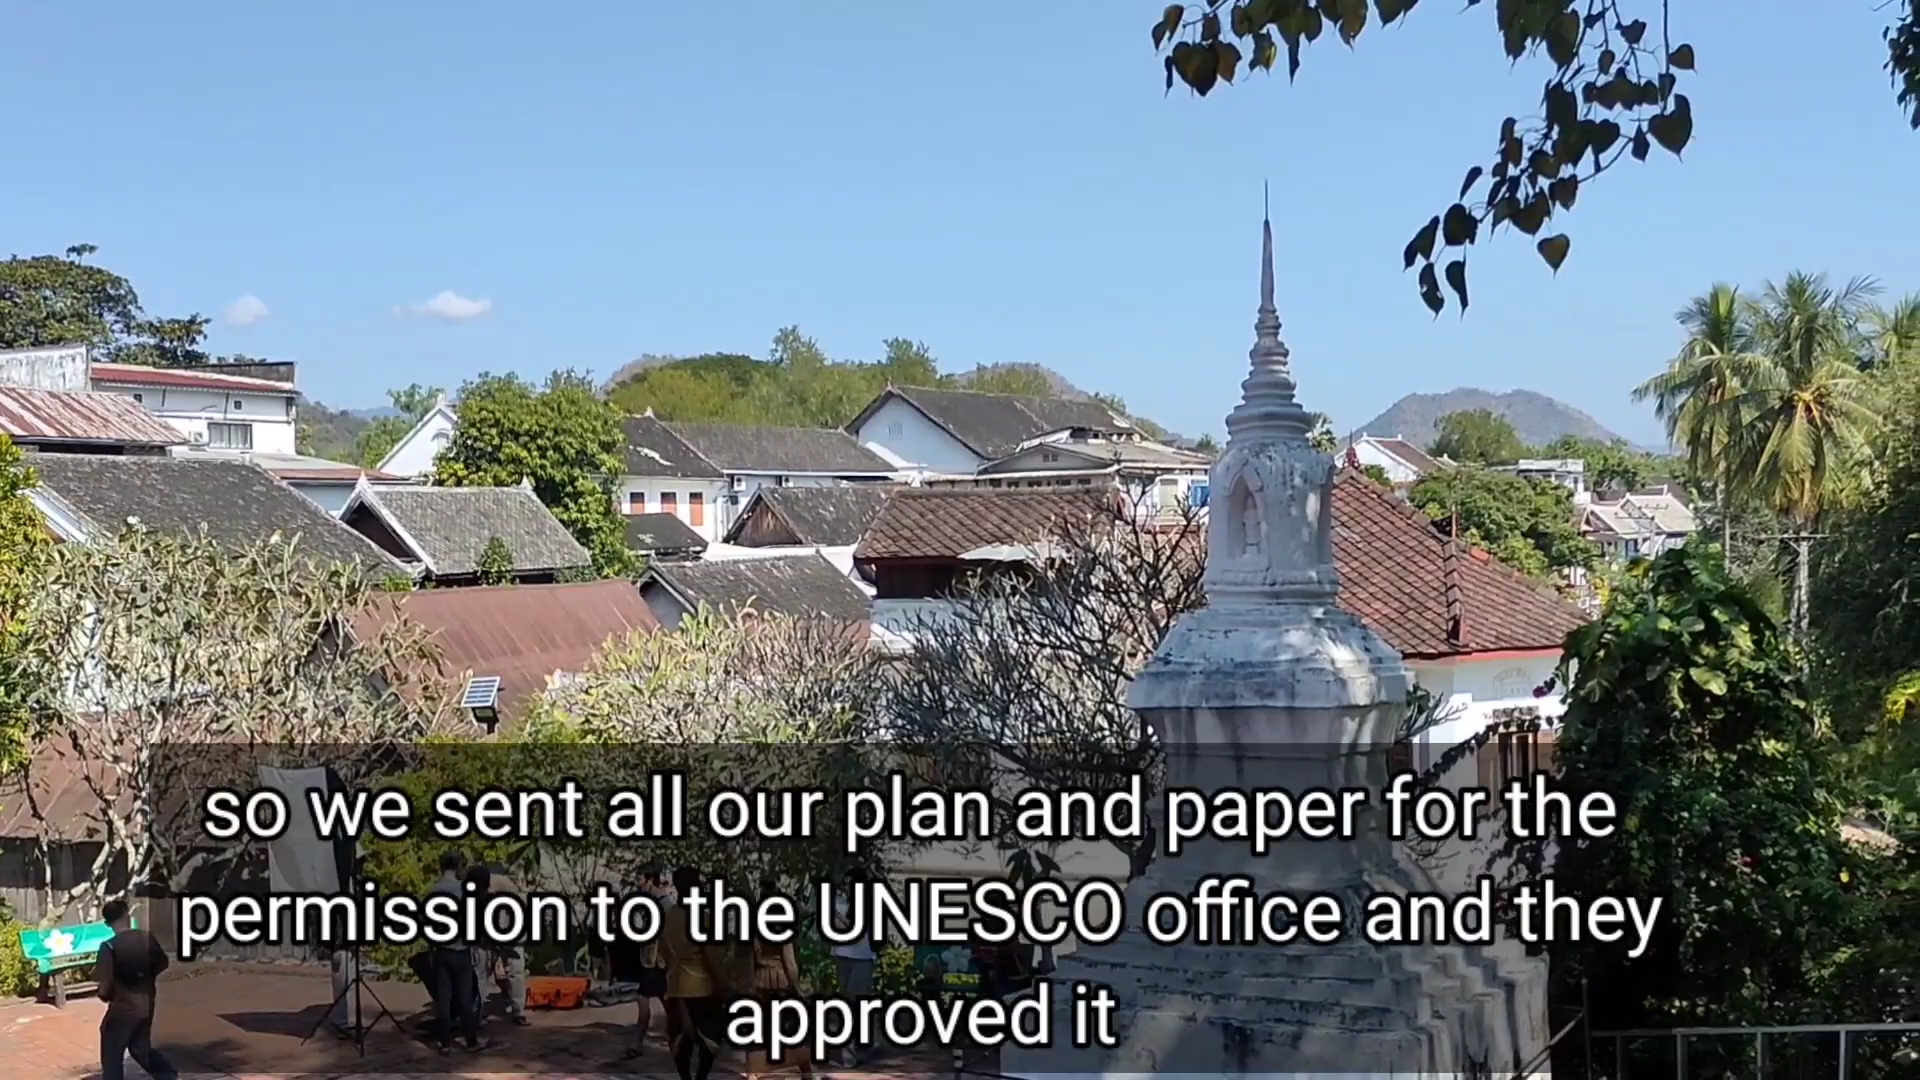 so we sent all our plan and paper for the
permission to the UNESCO office and they
approved it